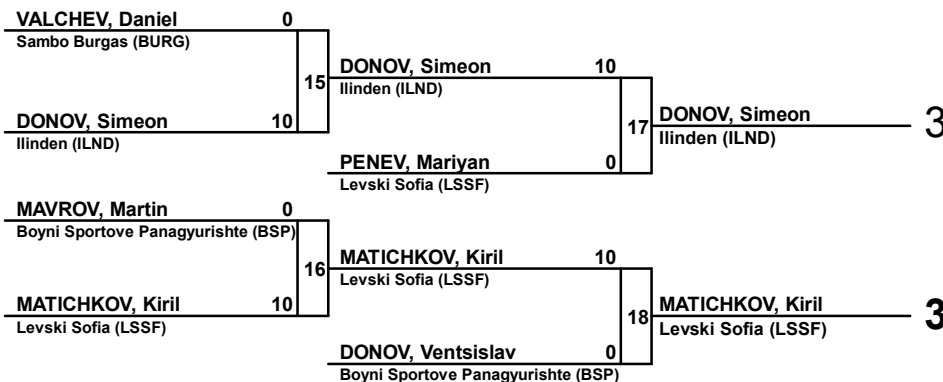 VALCHEV, Daniel 0
Sambo Burgas (BURG)
15
DONOV, Simeon 10
Ilinden (ILND)
DONOV, Simeon 10
Ilinden (ILND)
17
DONOV, Simeon
Ilinden (ILND)
3
PENEV, Mariyan 0
Levski Sofia (LSSF)
MAVROV, Martin 0
Boyni Sportove Panagyurishte (BSP)
16
MATICHKOV, Kiril 10
Levski Sofia (LSSF)
MATICHKOV, Kiril 10
Levski Sofia (LSSF)
18
MATICHKOV, Kiril
Levski Sofia (LSSF)
3
DONOV, Ventsislav 0
Boyni Sportove Panagyurishte (BSP)